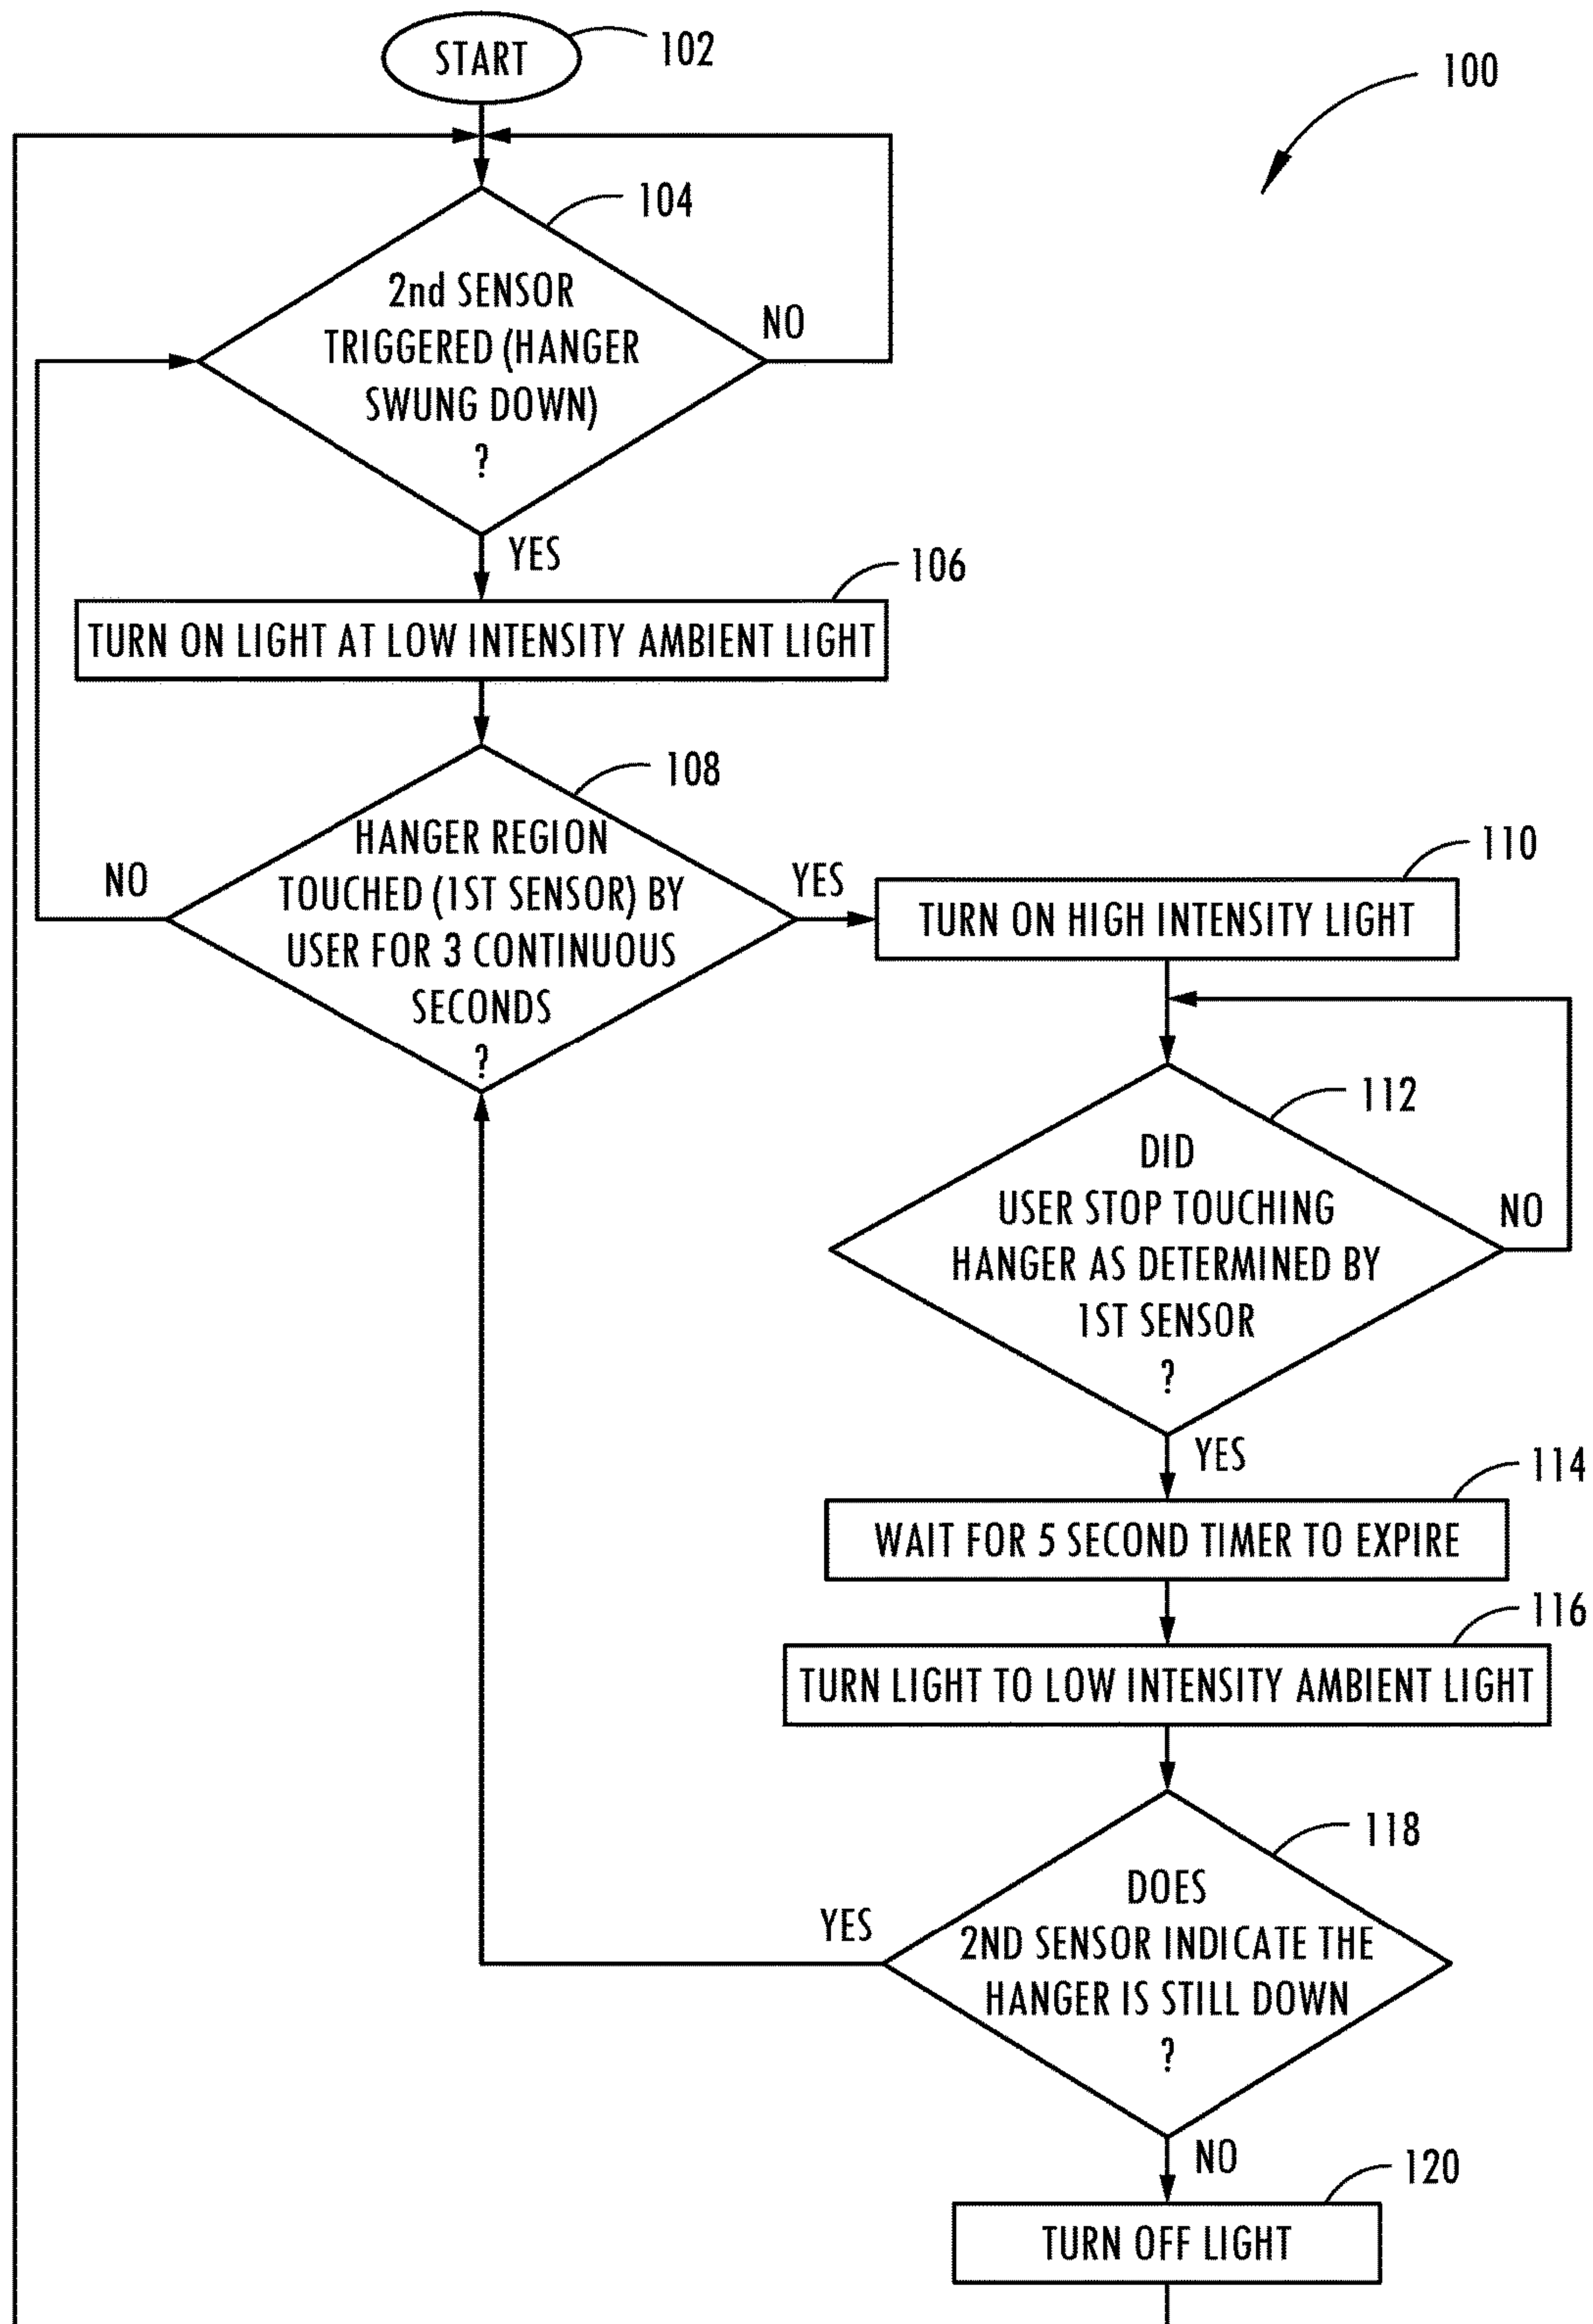 START
102
100
104
2nd SENSOR
TRIGGERED (HANGER
SWUNG DOWN)
?
NO
YES
106
TURN ON LIGHT AT LOW INTENSITY AMBIENT LIGHT
108
HANGER REGION
TOUCHED (1ST SENSOR) BY
USER FOR 3 CONTINUOUS
SECONDS
?
NO
YES
110
TURN ON HIGH INTENSITY LIGHT
112
DID
USER STOP TOUCHING
HANGER AS DETERMINED BY
1ST SENSOR
?
NO
YES
114
WAIT FOR 5 SECOND TIMER TO EXPIRE
116
TURN LIGHT TO LOW INTENSITY AMBIENT LIGHT
118
DOES
2ND SENSOR INDICATE THE
HANGER IS STILL DOWN
?
YES
NO
120
TURN OFF LIGHT